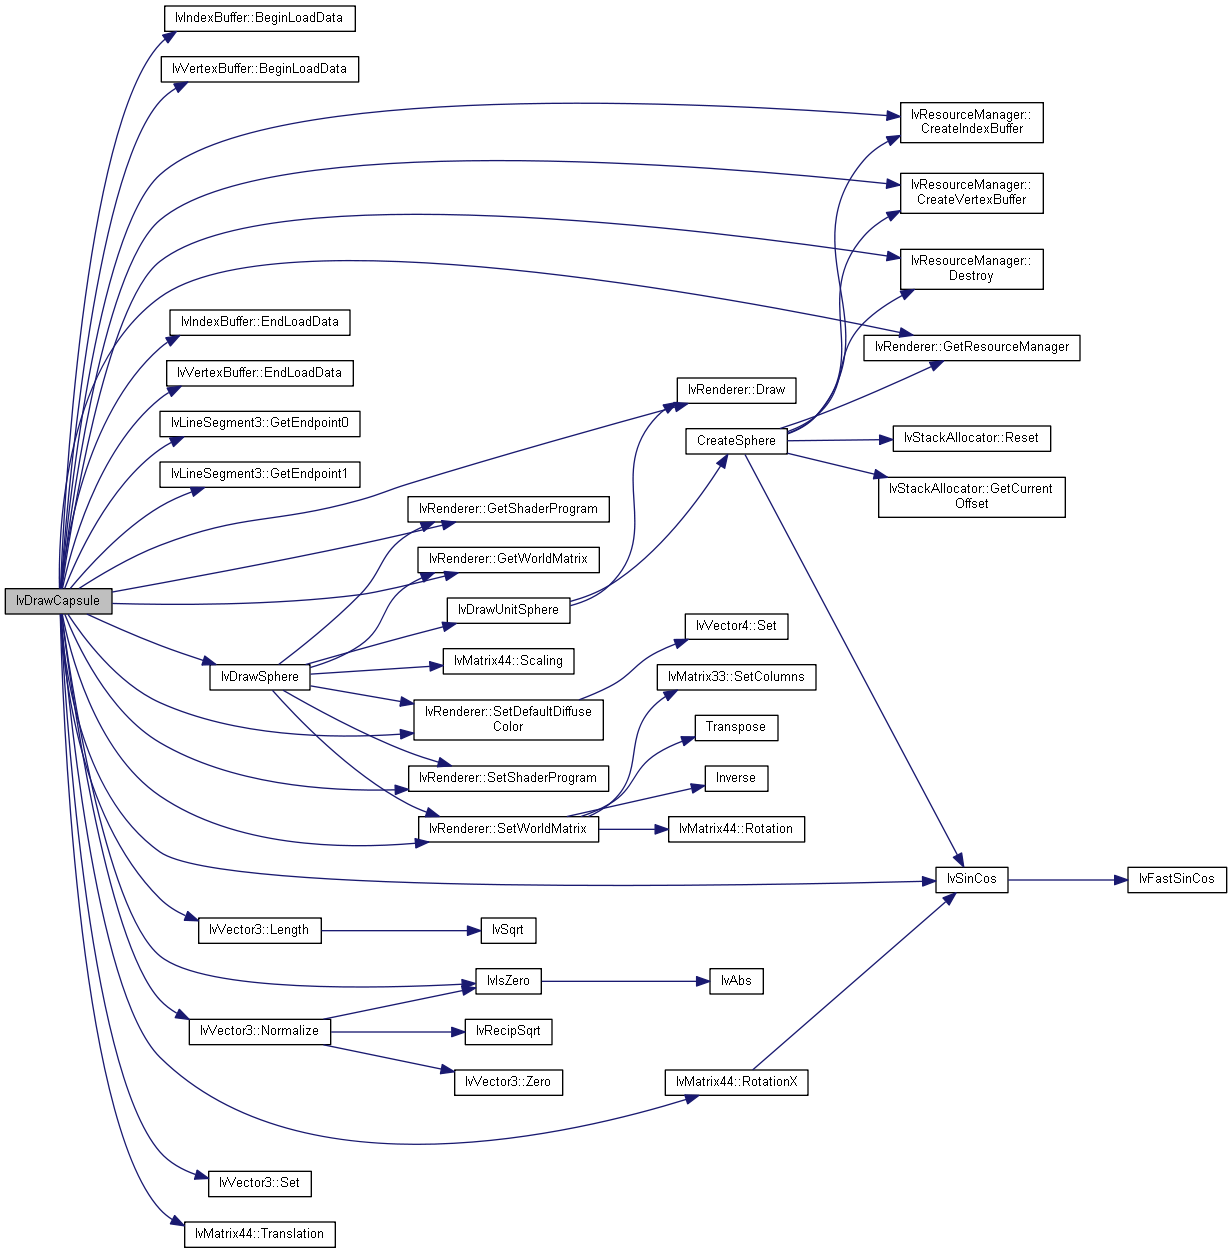 IvIndexBuffer::BeginLoadData
IvVertexBuffer::BeginLoadData
IvResourceManager::
CreateIndexBuffer
IvResourceManager::
CreateVertexBuffer
IvResourceManager::
Destroy
IvIndexBuffer::EndLoadData
IvRenderer::GetResourceManager
IvVertexBuffer::EndLoadData
IvRenderer::Draw
IvLineSegment3::GetEndpoint0
CreateSphere
IvStackAllocator::Reset
IvLineSegment3::GetEndpoint1
IvStackAllocator::GetCurrent
Offset
IvRenderer::GetShaderProgram
IvRenderer::GetWorldMatrix
IvDrawCapsule
IvDrawUnitSphere
IvVector4::Set
IvMatrix44::Scaling
IvDrawSphere
IvMatrix33::SetColumns
IvRenderer::SetDefaultDiffuse
Color
Transpose
IvRenderer::SetShaderProgram
Inverse
IvRenderer::SetWorldMatrix
IvMatrix44::Rotation
IvSinCos
IvFastSinCos
IvVector3::Length
IvSqrt
IvIsZero
IvAbs
IvVector3::Normalize
IvRecipSqrt
IvVector3::Zero
IvMatrix44::RotationX
IvVector3::Set
IvMatrix44::Translation